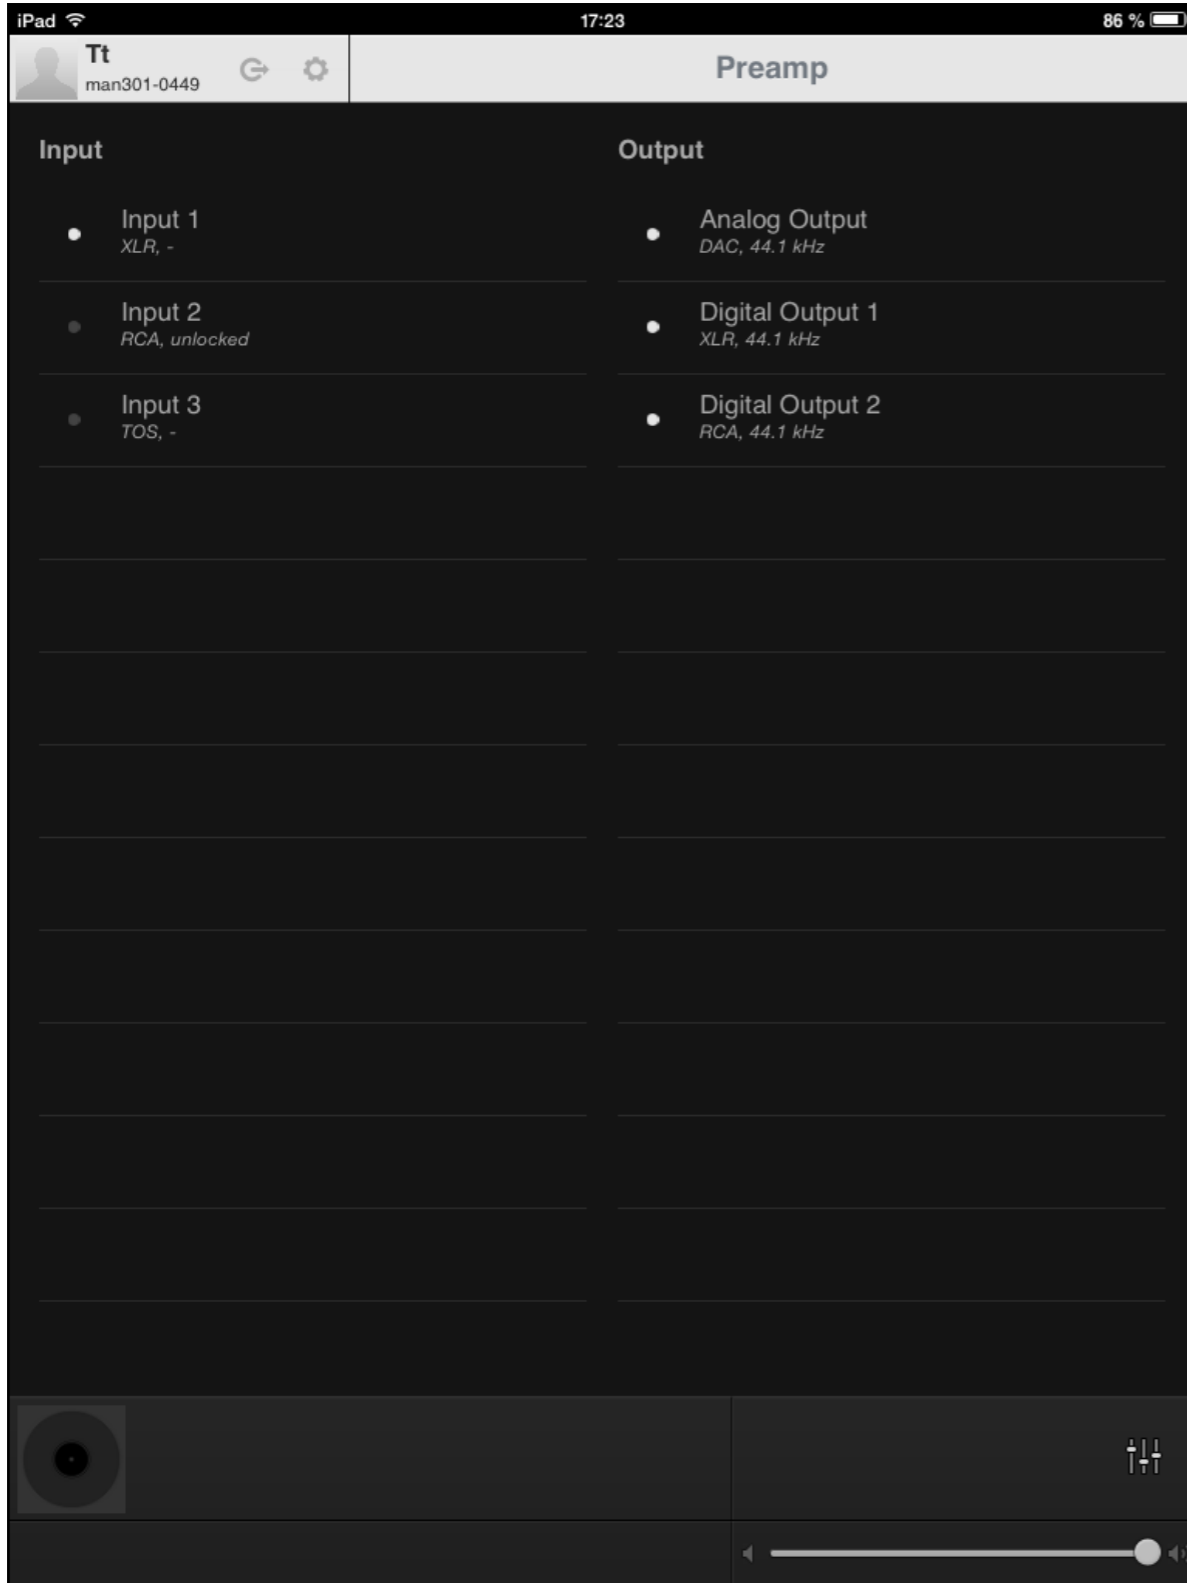 iPad 17:23 86 %
Tt
man301-0449
Preamp
Input
Input 1
XLR, -
Input 2
RCA, unlocked
Input 3
TOS, -
Output
Analog Output
DAC, 44.1 kHz
Digital Output 1
XLR, 44.1 kHz
Digital Output 2
RCA, 44.1 kHz